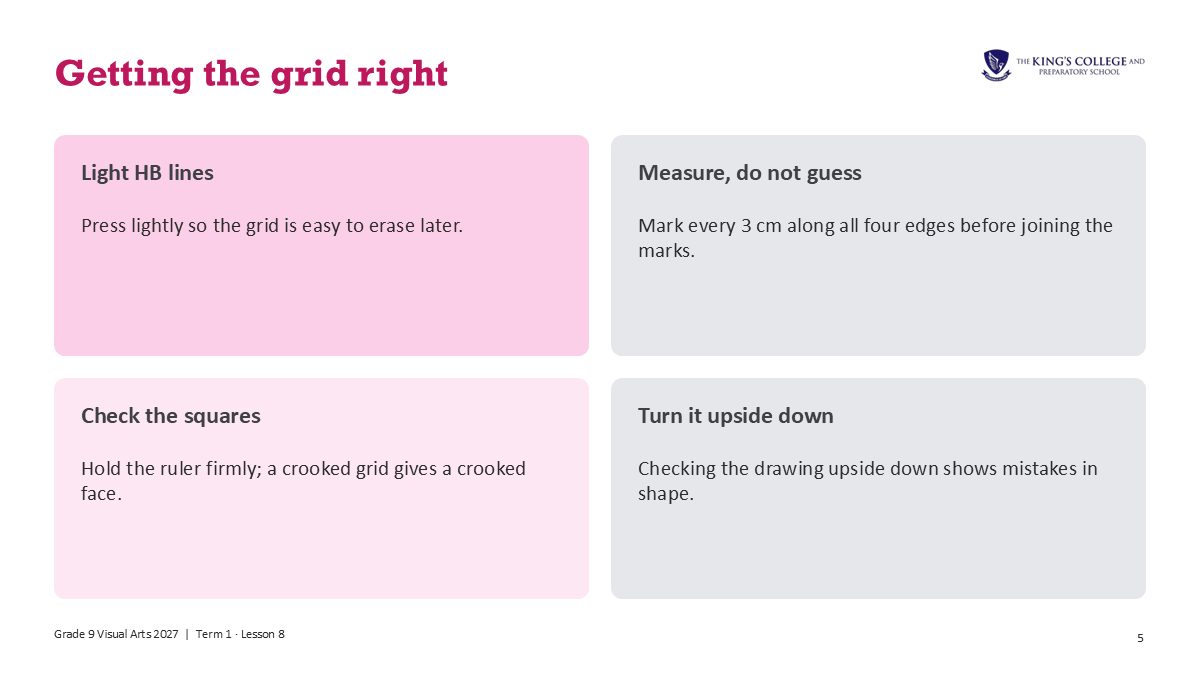 Getting the grid right
THE KING'S COLLEGE AND
PREPARATORY SCHOOL
Light HB lines
Press lightly so the grid is easy to erase later.
Measure, do not guess
Mark every 3 cm along all four edges before joining the
marks.
Check the squares
Hold the ruler firmly; a crooked grid gives a crooked
face.
Turn it upside down
Checking the drawing upside down shows mistakes in
shape.
Grade 9 Visual Arts 2027 | Term 1 · Lesson 8
5